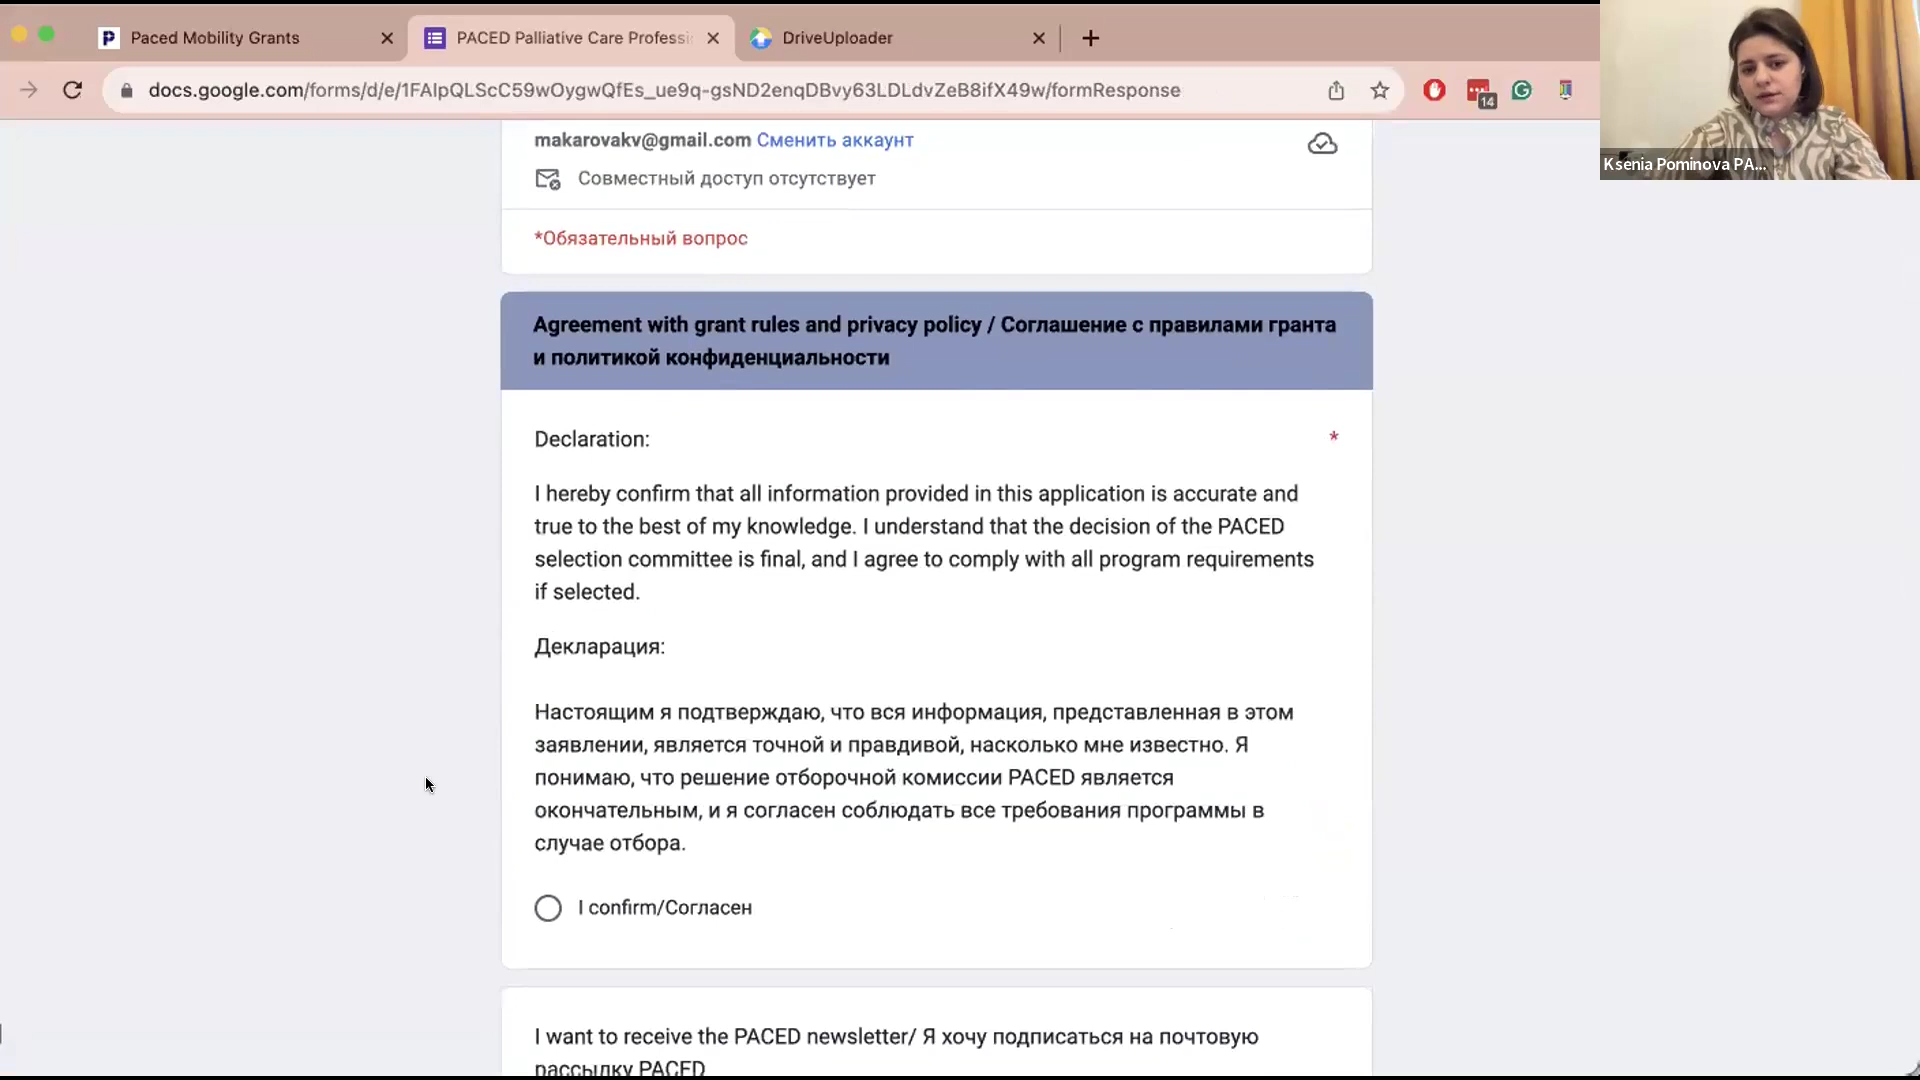 Paced Mobility Grants
PACED Palliative Care Professi
DriveUploader
docs.google.com/forms/d/e/1FAIpQLScC59wOygwQfEs_ue9q-gsND2enqDBvy63LDLdvZeB8ifX49w/formResponse
14
Ksenia Pominova PA...
makarovakv@gmail.com Сменить аккаунт
Совместный доступ отсутствует
*Обязательный вопрос
Agreement with grant rules and privacy policy / Соглашение с правилами гранта
и политикой конфиденциальности
Declaration: *
I hereby confirm that all information provided in this application is accurate and
true to the best of my knowledge. I understand that the decision of the PACED
selection committee is final, and I agree to comply with all program requirements
if selected.
Декларация:
Настоящим я подтверждаю, что вся информация, представленная в этом
заявлении, является точной и правдивой, насколько мне известно. Я
понимаю, что решение отборочной комиссии PACED является
окончательным, и я согласен соблюдать все требования программы в
случае отбора.
I confirm/Согласен
I want to receive the PACED newsletter/ Я хочу подписаться на почтовую
рассылку PACED